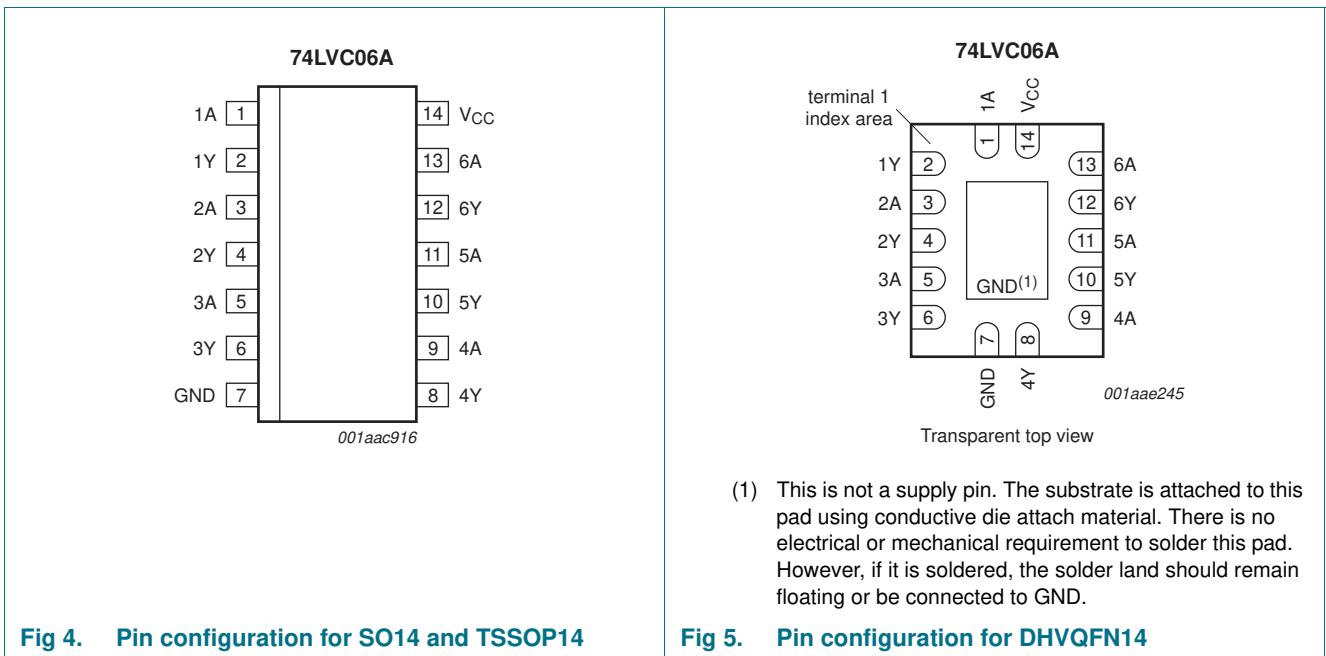 74LVC06A
1A 1 14 VCC
1Y 2 13 6A
2A 3 12 6Y
2Y 4 11 5A
3A 5 10 5Y
3Y 6 9 4A
GND 7 8 4Y
001aac916
Fig 4. Pin configuration for SO14 and TSSOP14
74LVC06A
terminal 1
index area
1A VCC
1 14
1Y 2 13 6A
2A 3 12 6Y
2Y 4 11 5A
3A 5 GND(1) 10 5Y
3Y 6 9 4A
7 8
GND 4Y
001aae245
Transparent top view
(1) This is not a supply pin. The substrate is attached to this
pad using conductive die attach material. There is no
electrical or mechanical requirement to solder this pad.
However, if it is soldered, the solder land should remain
floating or be connected to GND.
Fig 5. Pin configuration for DHVQFN14